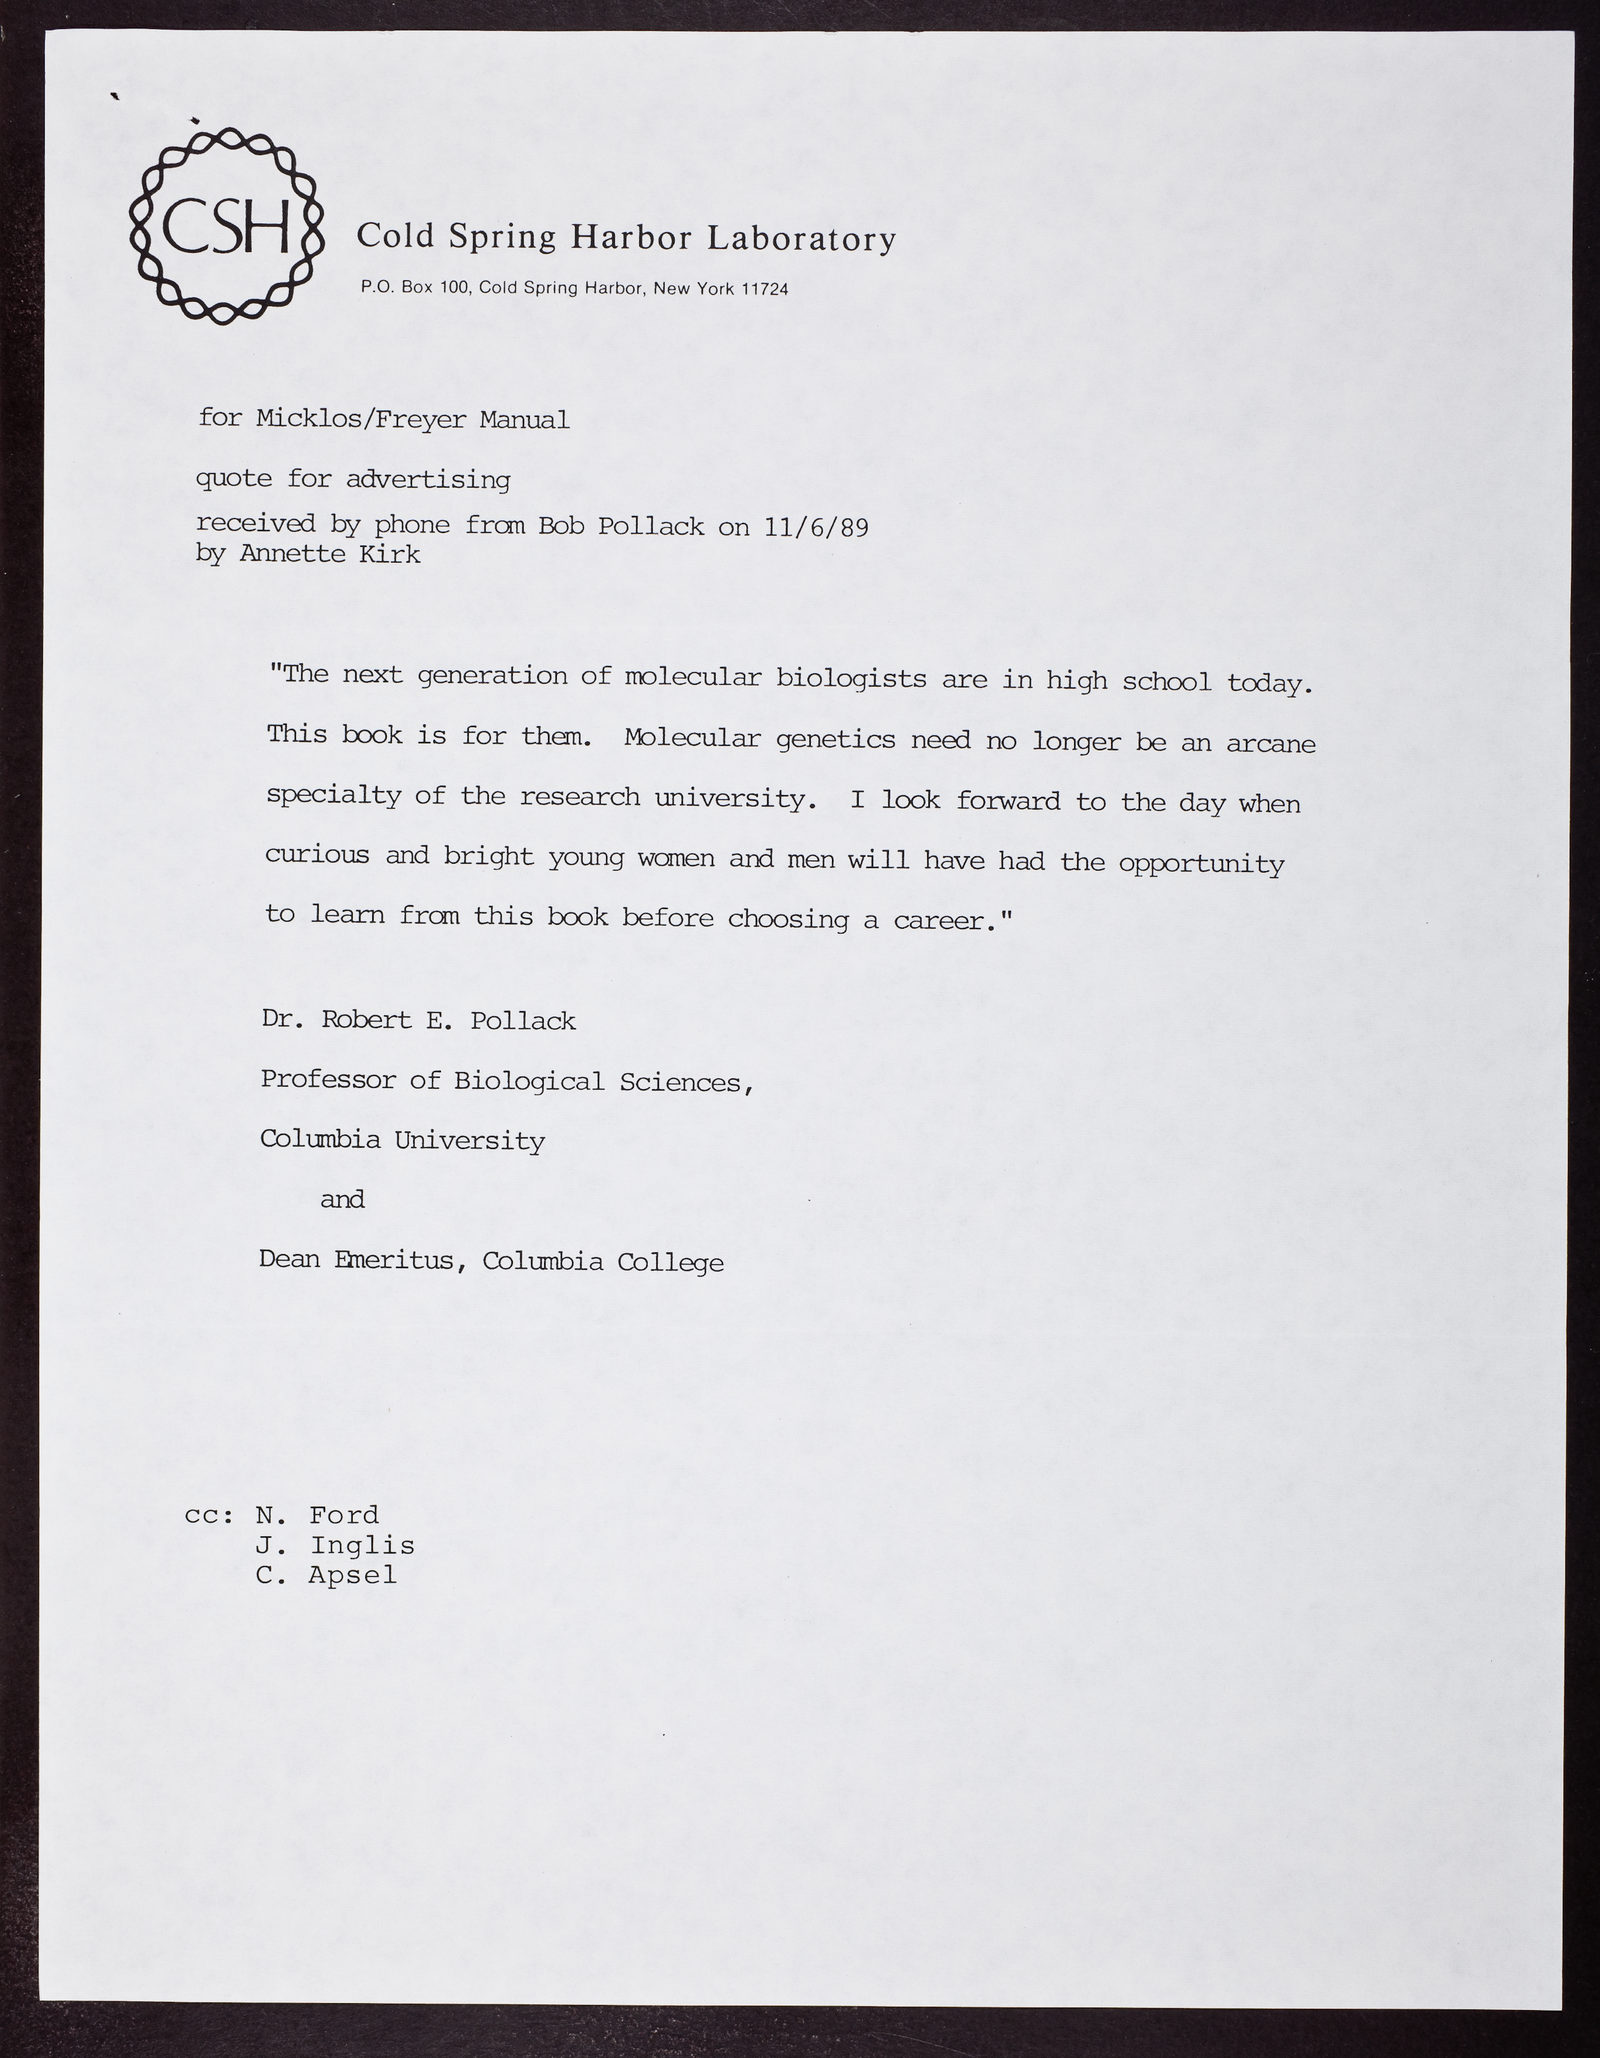 CSH
Cold Spring Harbor Laboratory
P.O. Box 100, Cold Spring Harbor, New York 11724
for Micklos/Freyer Manual
quote for advertising
received by phone from Bob Pollack on 11/6/89
by Annette Kirk
"The next generation of molecular biologists are in high school today.
This book is for them.  Molecular genetics need no longer be an arcane
specialty of the research university.  I look forward to the day when
curious and bright young women and men will have had the opportunity
to learn from this book before choosing a career."
Dr. Robert E. Pollack
Professor of Biological Sciences,
Columbia University
and
Dean Emeritus, Columbia College
cc: N. Ford
J. Inglis
C. Apsel